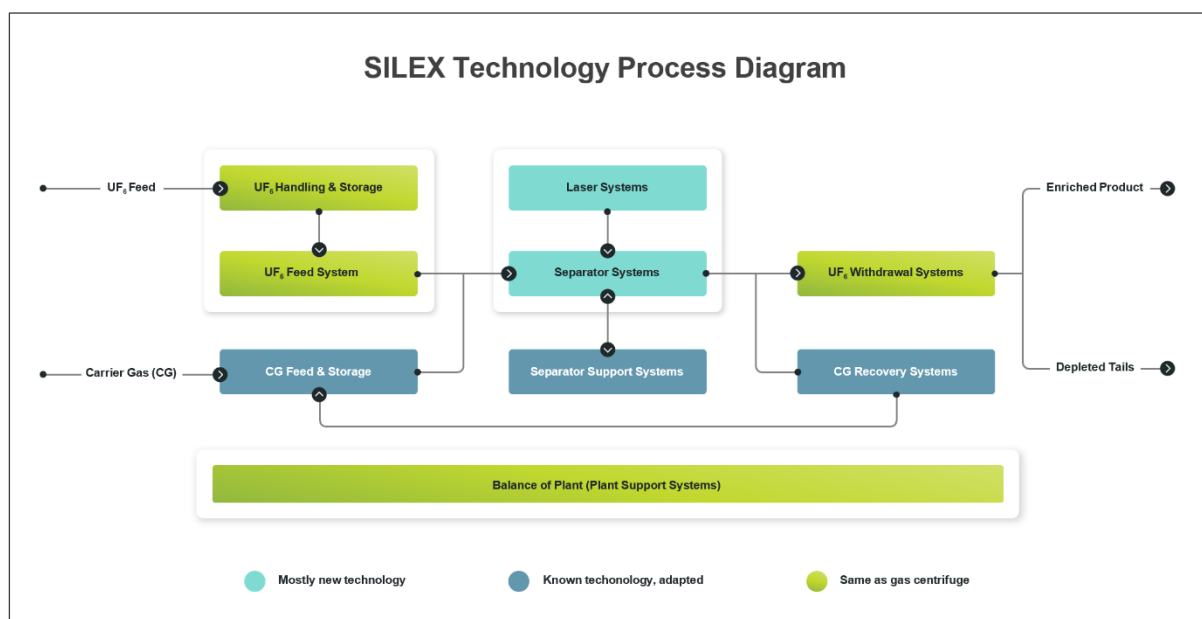 SILEX Technology Process Diagram
UF₆ Feed
UF₆ Handling & Storage
Laser Systems
Enriched Product
UF₆ Feed System
Separator Systems
UF₆ Withdrawal Systems
Carrier Gas (CG)
CG Feed & Storage
Separator Support Systems
CG Recovery Systems
Depleted Tails
Balance of Plant (Plant Support Systems)
Mostly new technology
Known techonology, adapted
Same as gas centrifuge